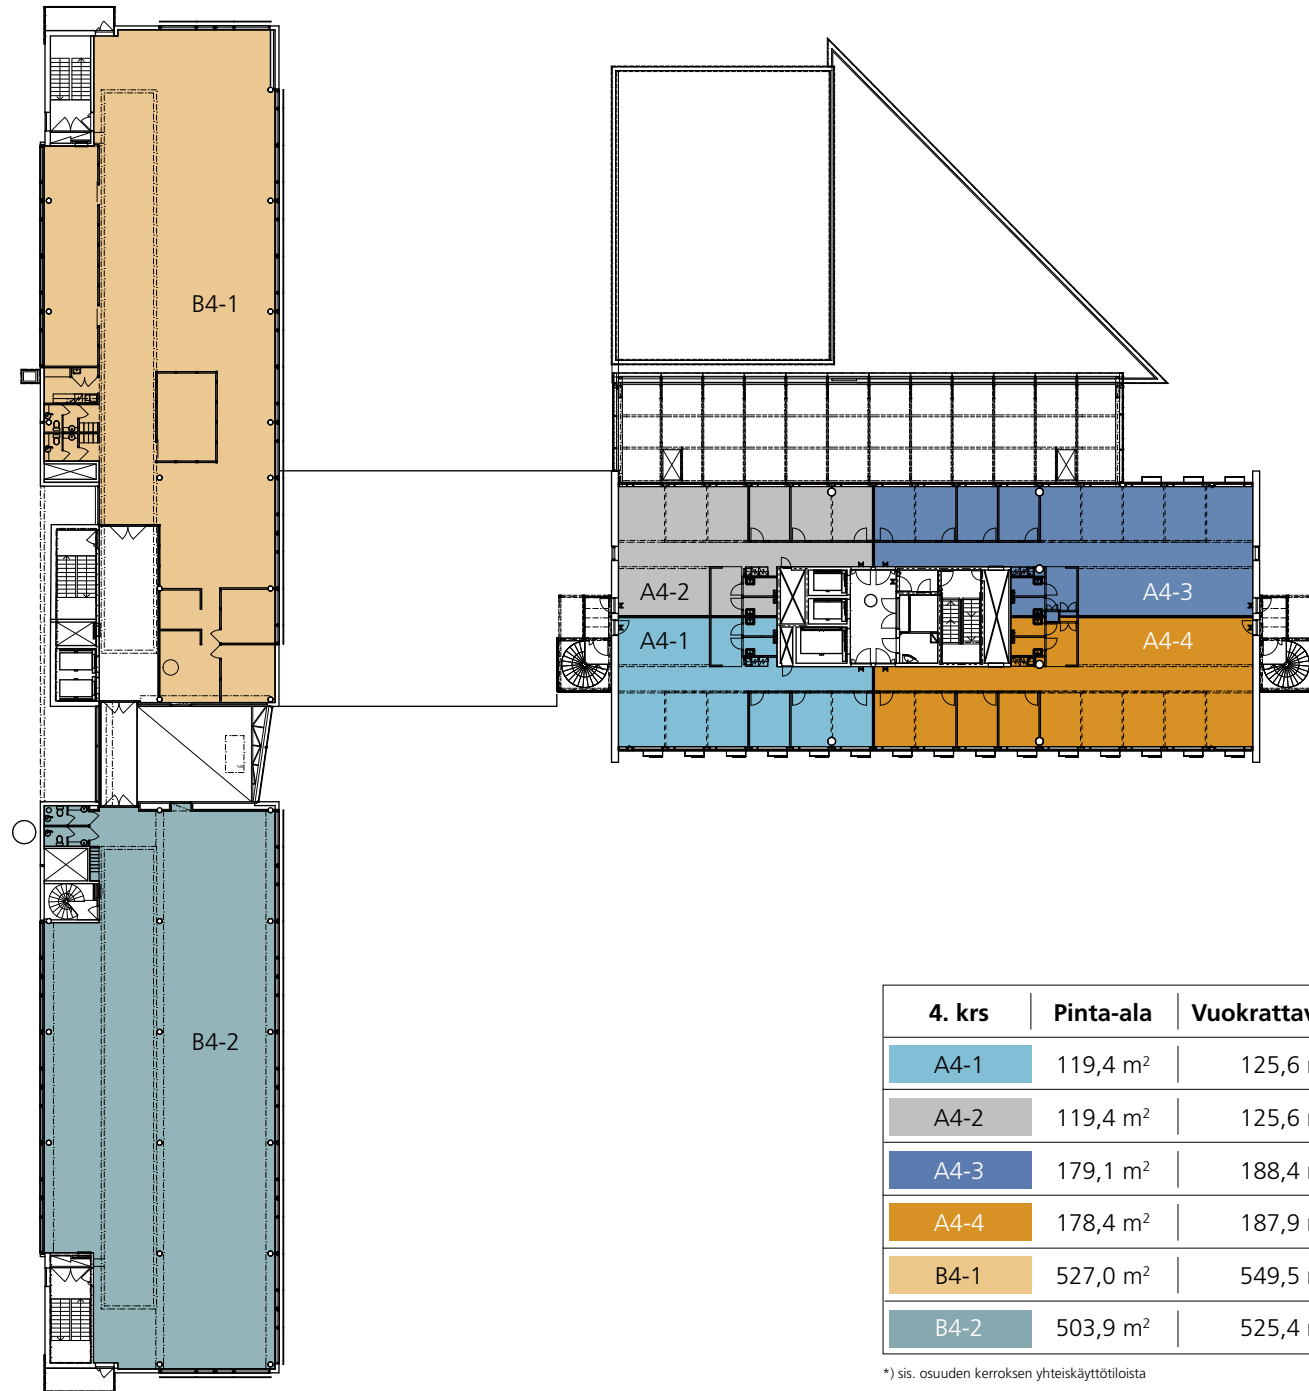 B4-1
A4-2
A4-3
A4-1
A4-4
B4-2
4. krs Pinta-ala Vuokrattav
A4-1 119,4 m² 125,6
A4-2 119,4 m² 125,6
A4-3 179,1 m² 188,4
A4-4 178,4 m² 187,9
B4-1 527,0 m² 549,5
B4-2 503,9 m² 525,4
*) sis. osuuden kerroksen yhteiskäyttötiloista